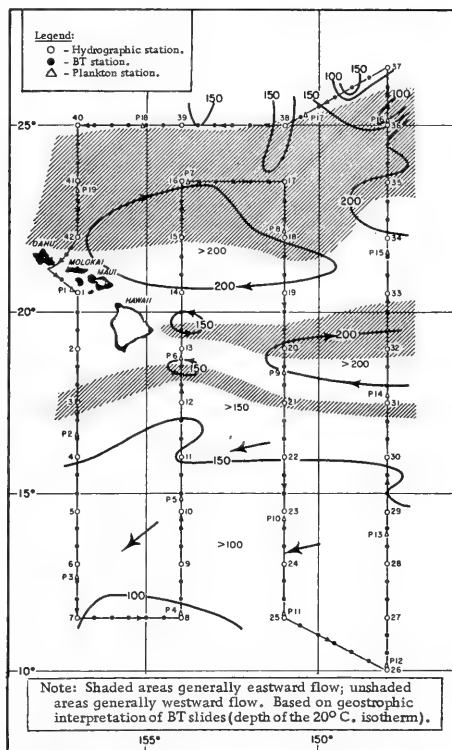 Legend:
○ - Hydrographic station.
● - BT station.
△ - Plankton station.
37
150
100
150
150
100
40
P18
39
38
P17
P16
36
25°
P7
16
17
41
P19
35
200
P8
42
15
18
34
>200
P15
OAHU
MOLOKAI
MAUI
P1
1
14
200
19
33
20°
HAWAII
150
200
2
13
20
32
P6
>200
150
P9
P14
3
12
>150
21
31
P2
4
11
150
22
30
15°
P5
5
10
14.5
23
29
P10
P13
>100
6
9
24
28
P3
100
7
P4
8
25
P11
27
P12
26
10°
Note: Shaded areas generally eastward flow; unshaded
areas generally westward flow. Based on geostrophic
interpretation of BT slides (depth of the 20° C. isotherm).
155°
150°